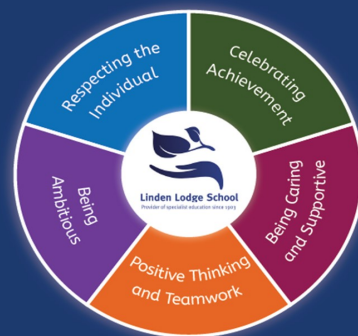 Respecting the
Individual
Celebrating
Achievement
Linden Lodge School
Provider of specialist education since 1903
Being
Ambitious
Being Caring
and Supportive
Positive Thinking
and Teamwork